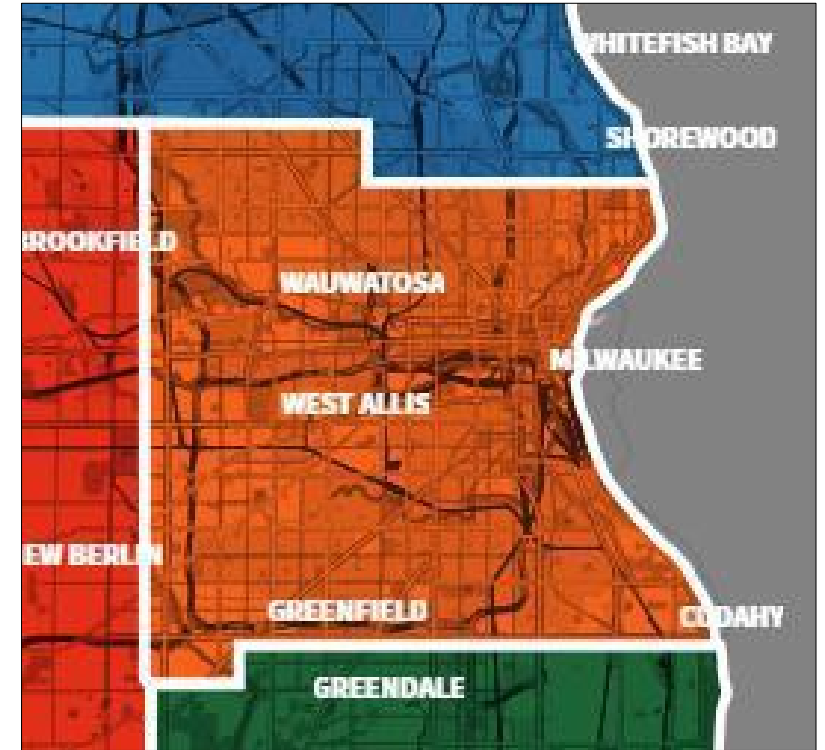 WHITEFISH BAY
SHOREWOOD
BROOKFIELD
WAUWATOSA
MILWAUKEE
WEST ALLIS
EW BERLIN
GREENFIELD
CUDAHY
GREENDALE